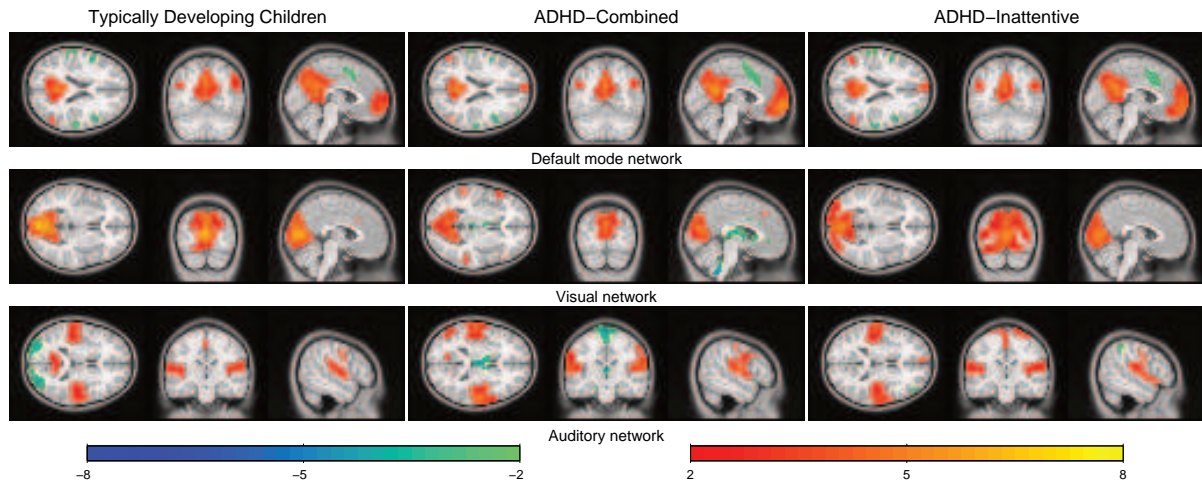 Typically Developing Children
ADHD−Combined
ADHD−Inattentive
Default mode network
Visual network
Auditory network
−8 −5 −2 2 5 8